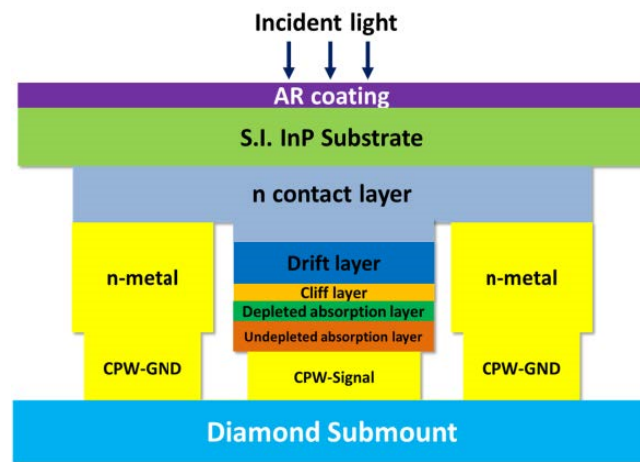 Incident light
AR coating
S.I. InP Substrate
n contact layer
n-metal
Drift layer
n-metal
Cliff layer
Depleted absorption layer
Undepleted absorption layer
CPW-GND
CPW-Signal
CPW-GND
Diamond Submount